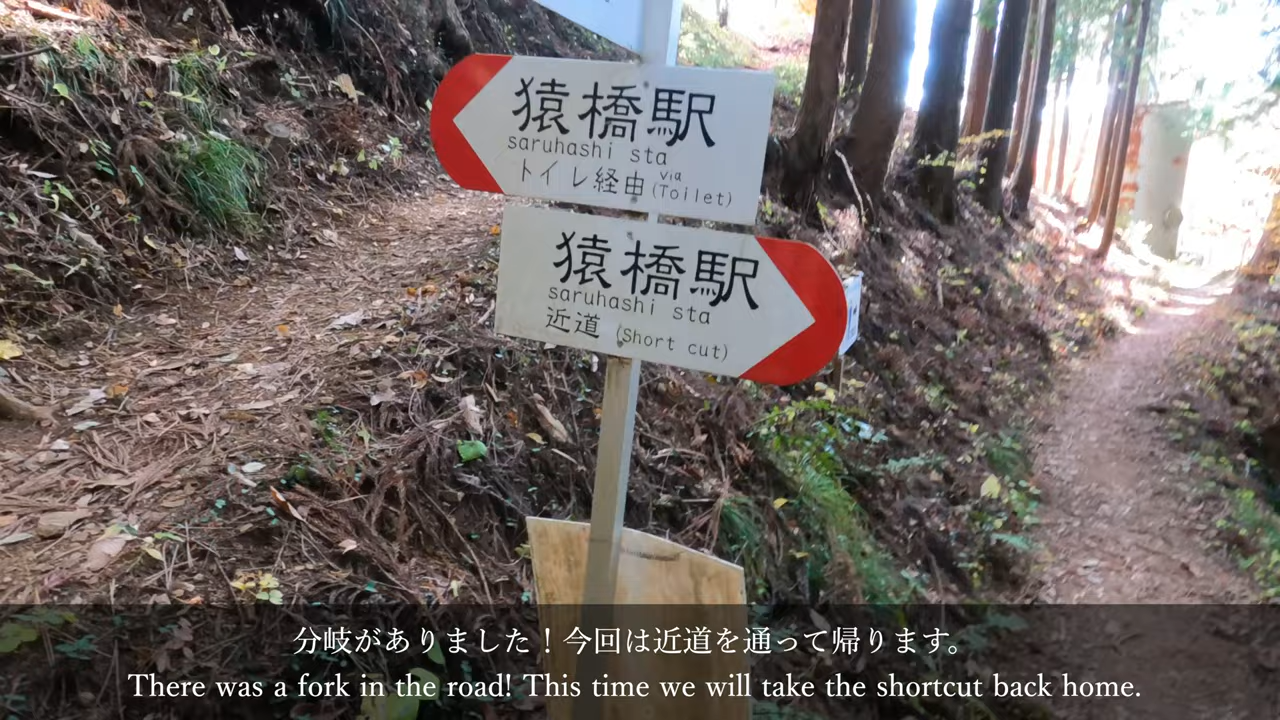 猿橋駅
saruhashi sta
トイレ経由 via (Toilet)
猿橋駅
saruhashi sta
近道 (Short cut)
分岐がありました！今回は近道を通って帰ります。
There was a fork in the road! This time we will take the shortcut back home.